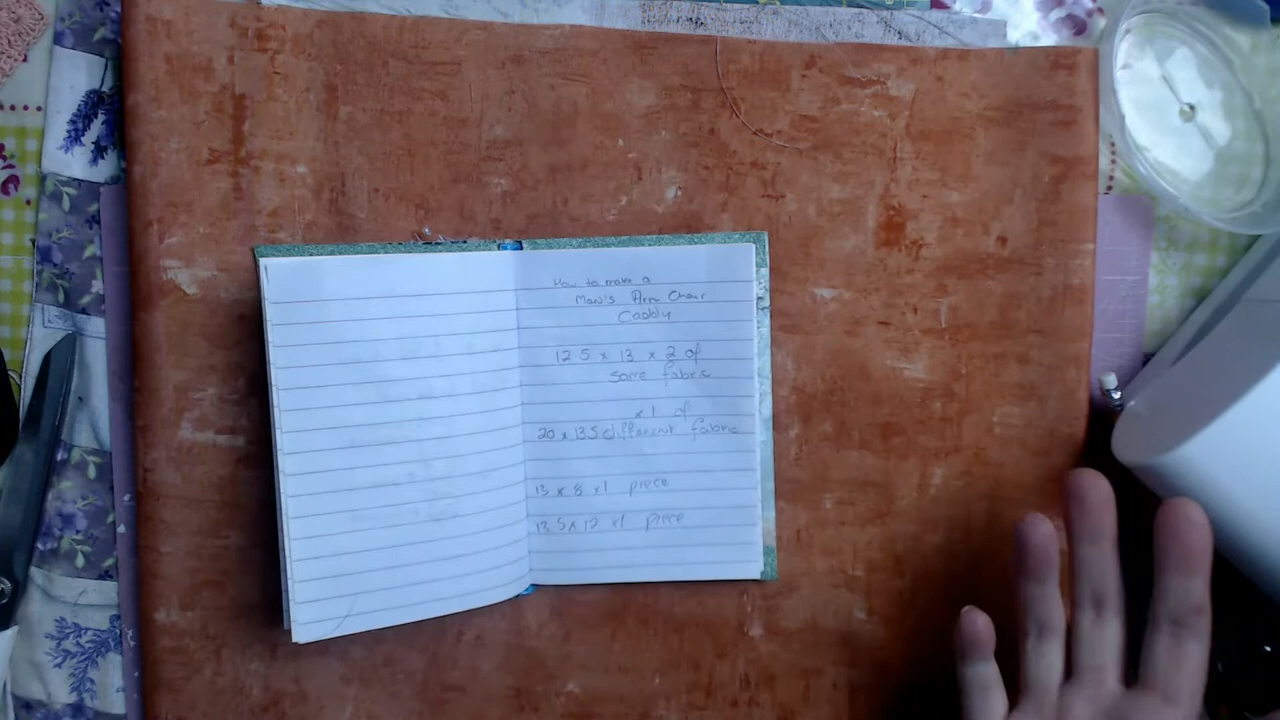 How to make a
Man's Arm Chair
Caddy
12 5 x 13 x 2 of
same fabric
x 1 of
20 x 13 5 different fabric
13 x 8 x1 piece
13 5 x 12 x1 piece